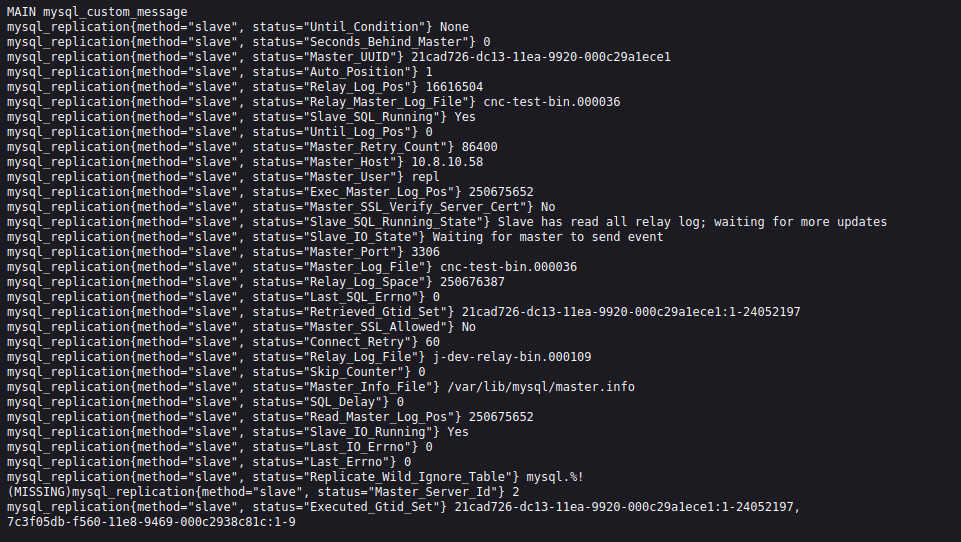 MAIN mysql_custom_message
mysql_replication{method="slave", status="Until_Condition"} None
mysql_replication{method="slave", status="Seconds_Behind_Master"} 0
mysql_replication{method="slave", status="Master_UUID"} 21cad726-dc13-11ea-9920-000c29a1ece1
mysql_replication{method="slave", status="Auto_Position"} 1
mysql_replication{method="slave", status="Relay_Log_Pos"} 16616504
mysql_replication{method="slave", status="Relay_Master_Log_File"} cnc-test-bin.000036
mysql_replication{method="slave", status="Slave_SQL_Running"} Yes
mysql_replication{method="slave", status="Until_Log_Pos"} 0
mysql_replication{method="slave", status="Master_Retry_Count"} 86400
mysql_replication{method="slave", status="Master_Host"} 10.8.10.58
mysql_replication{method="slave", status="Master_User"} repl
mysql_replication{method="slave", status="Exec_Master_Log_Pos"} 250675652
mysql_replication{method="slave", status="Master_SSL_Verify_Server_Cert"} No
mysql_replication{method="slave", status="Slave_SQL_Running_State"} Slave has read all relay log; waiting for more updates
mysql_replication{method="slave", status="Slave_IO_State"} Waiting for master to send event
mysql_replication{method="slave", status="Master_Port"} 3306
mysql_replication{method="slave", status="Master_Log_File"} cnc-test-bin.000036
mysql_replication{method="slave", status="Relay_Log_Space"} 250676387
mysql_replication{method="slave", status="Last_SQL_Errno"} 0
mysql_replication{method="slave", status="Retrieved_Gtid_Set"} 21cad726-dc13-11ea-9920-000c29a1ece1:1-24052197
mysql_replication{method="slave", status="Master_SSL_Allowed"} No
mysql_replication{method="slave", status="Connect_Retry"} 60
mysql_replication{method="slave", status="Relay_Log_File"} j-dev-relay-bin.000109
mysql_replication{method="slave", status="Skip_Counter"} 0
mysql_replication{method="slave", status="Master_Info_File"} /var/lib/mysql/master.info
mysql_replication{method="slave", status="SQL_Delay"} 0
mysql_replication{method="slave", status="Read_Master_Log_Pos"} 250675652
mysql_replication{method="slave", status="Slave_IO_Running"} Yes
mysql_replication{method="slave", status="Last_IO_Errno"} 0
mysql_replication{method="slave", status="Last_Errno"} 0
mysql_replication{method="slave", status="Replicate_Wild_Ignore_Table"} mysql.%!
(MISSING)mysql_replication{method="slave", status="Master_Server_Id"} 2
mysql_replication{method="slave", status="Executed_Gtid_Set"} 21cad726-dc13-11ea-9920-000c29a1ece1:1-24052197,
7c3f05db-f560-11e8-9469-000c2938c81c:1-9